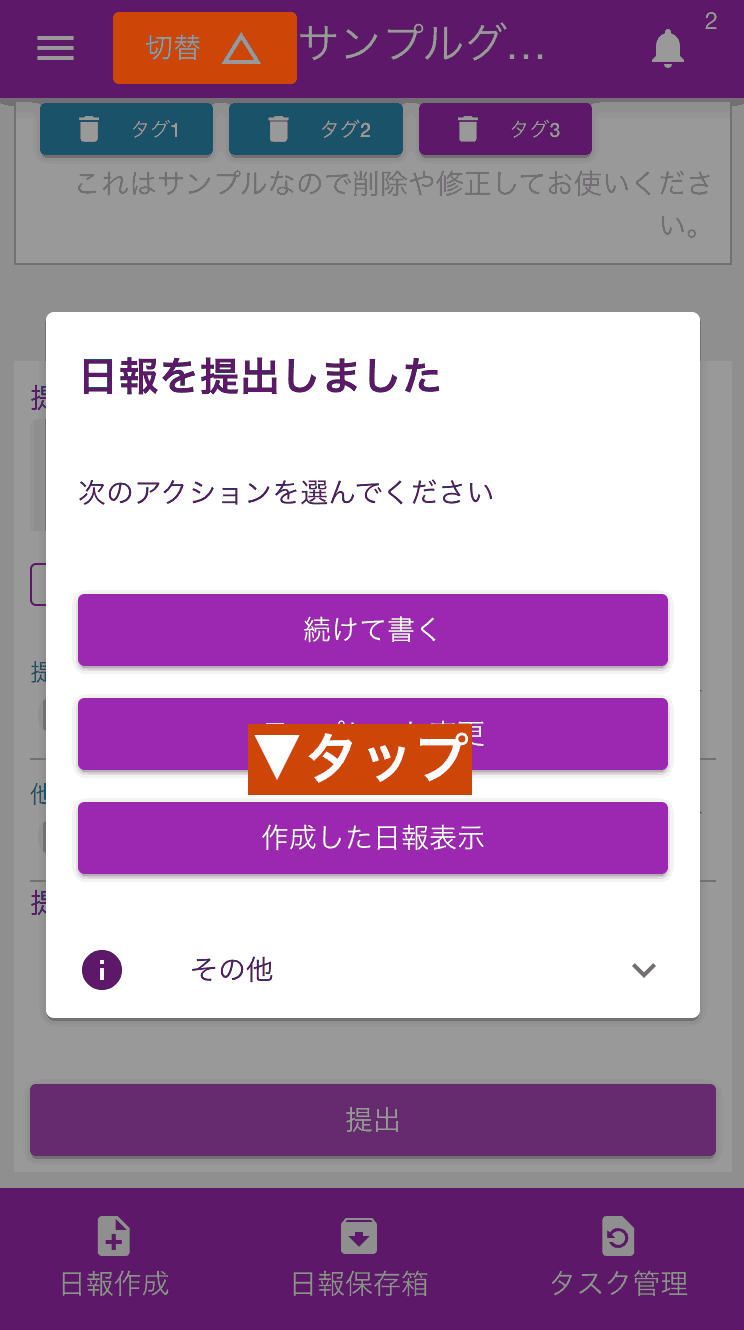 切替
サンプルグ...
2
タグ1
タグ2
タグ3
これはサンプルなので削除や修正してお使いくださ
い。
日報を提出しました
次のアクションを選んでください
続けて書く
▼タップ
作成した日報表示
その他
提
提
他
提
提出
日報作成
日報保存箱
タスク管理